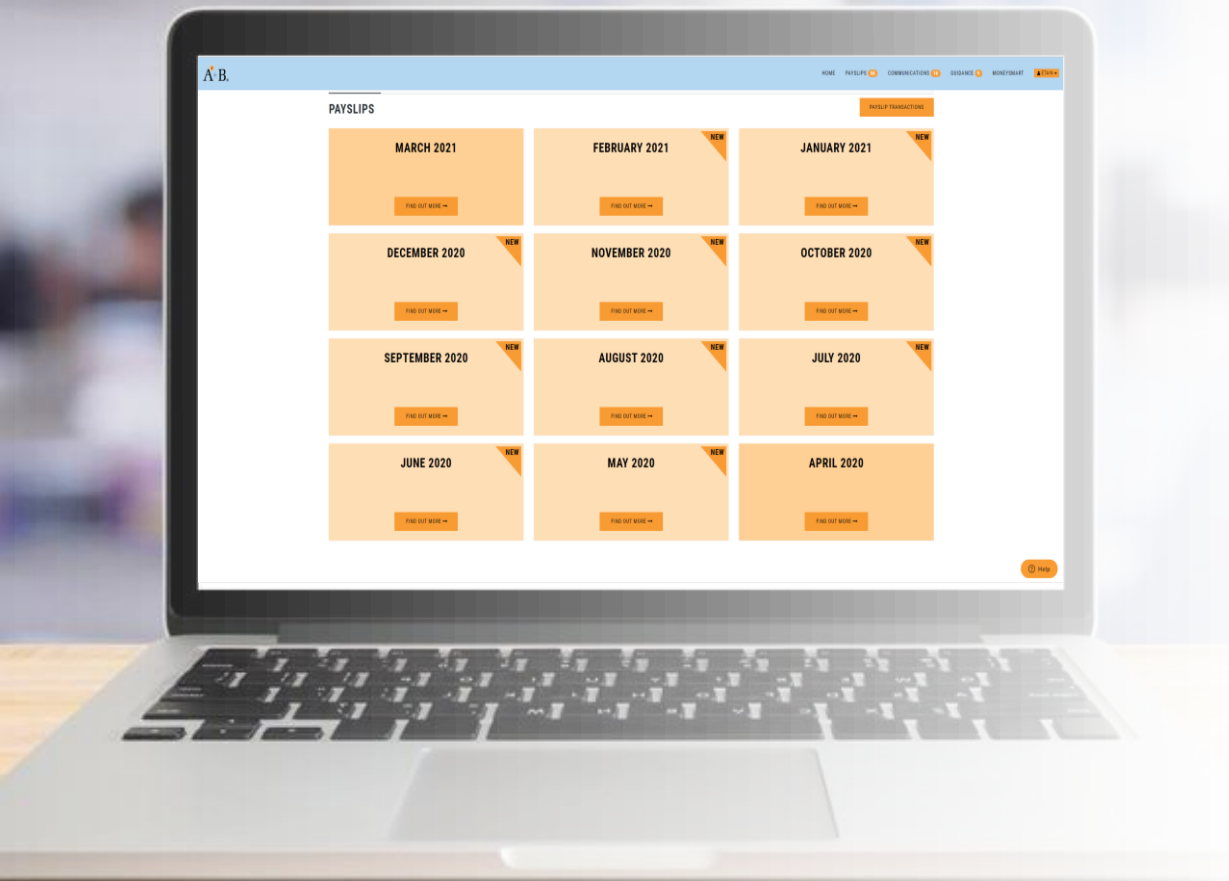 A B.
HOME PAYSLIPS COMMUNICATIONS GUIDANCE MONEYSMART
PAYSLIPS
PAYSLIP TRANSACTIONS
MARCH 2021
FIND OUT MORE →
FEBRUARY 2021
NEW
FIND OUT MORE →
JANUARY 2021
NEW
FIND OUT MORE →
DECEMBER 2020
NEW
FIND OUT MORE →
NOVEMBER 2020
NEW
FIND OUT MORE →
OCTOBER 2020
NEW
FIND OUT MORE →
SEPTEMBER 2020
NEW
FIND OUT MORE →
AUGUST 2020
NEW
FIND OUT MORE →
JULY 2020
NEW
FIND OUT MORE →
JUNE 2020
NEW
FIND OUT MORE →
MAY 2020
NEW
FIND OUT MORE →
APRIL 2020
FIND OUT MORE →
Help